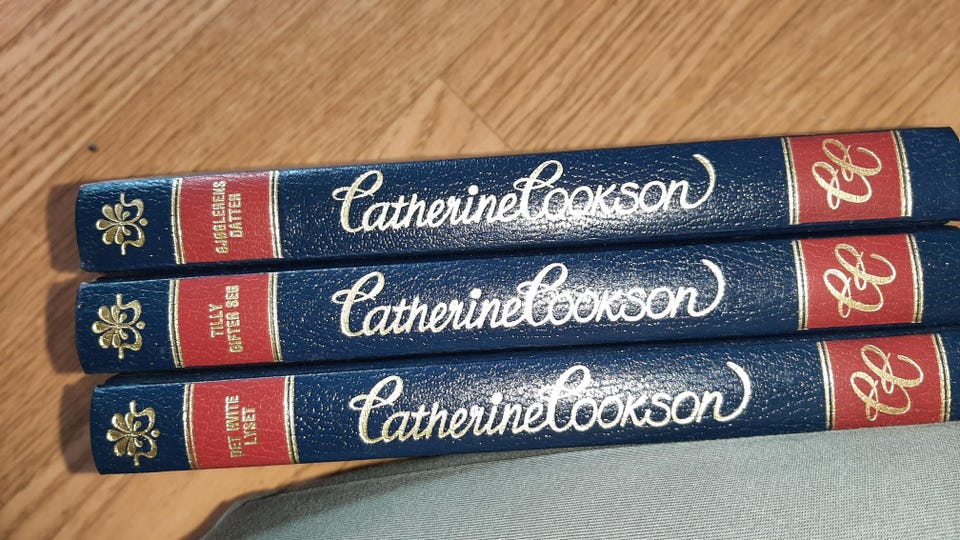 GJØGLERENS
DATTER
Catherine Cookson
CC
TILLY
GIFTER SEG
Catherine Cookson
CC
DET HVITE
LYSET
Catherine Cookson
CC